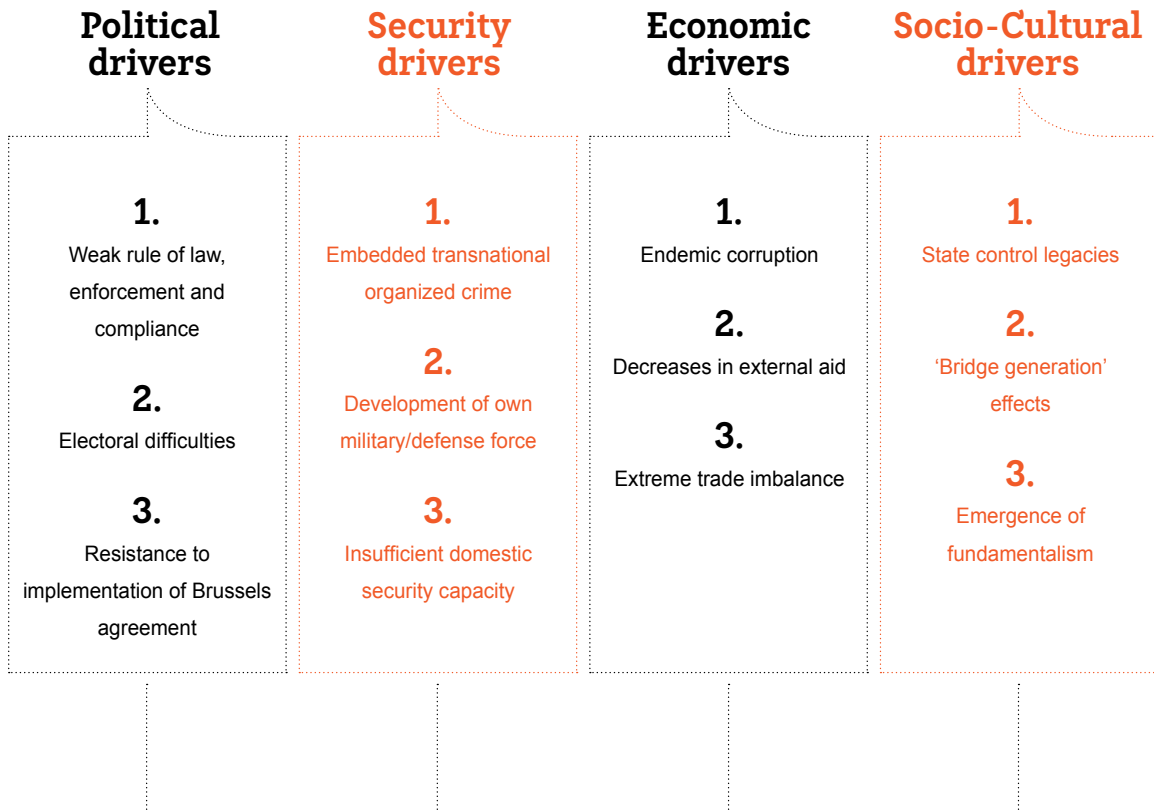 Political
drivers
1.
Weak rule of law,
enforcement and
compliance
2.
Electoral difficulties
3.
Resistance to
implementation of Brussels
agreement
Security
drivers
1.
Embedded transnational
organized crime
2.
Development of own
military/defense force
3.
Insufficient domestic
security capacity
Economic
drivers
1.
Endemic corruption
2.
Decreases in external aid
3.
Extreme trade imbalance
Socio-Cultural
drivers
1.
State control legacies
2.
‘Bridge generation’
effects
3.
Emergence of
fundamentalism